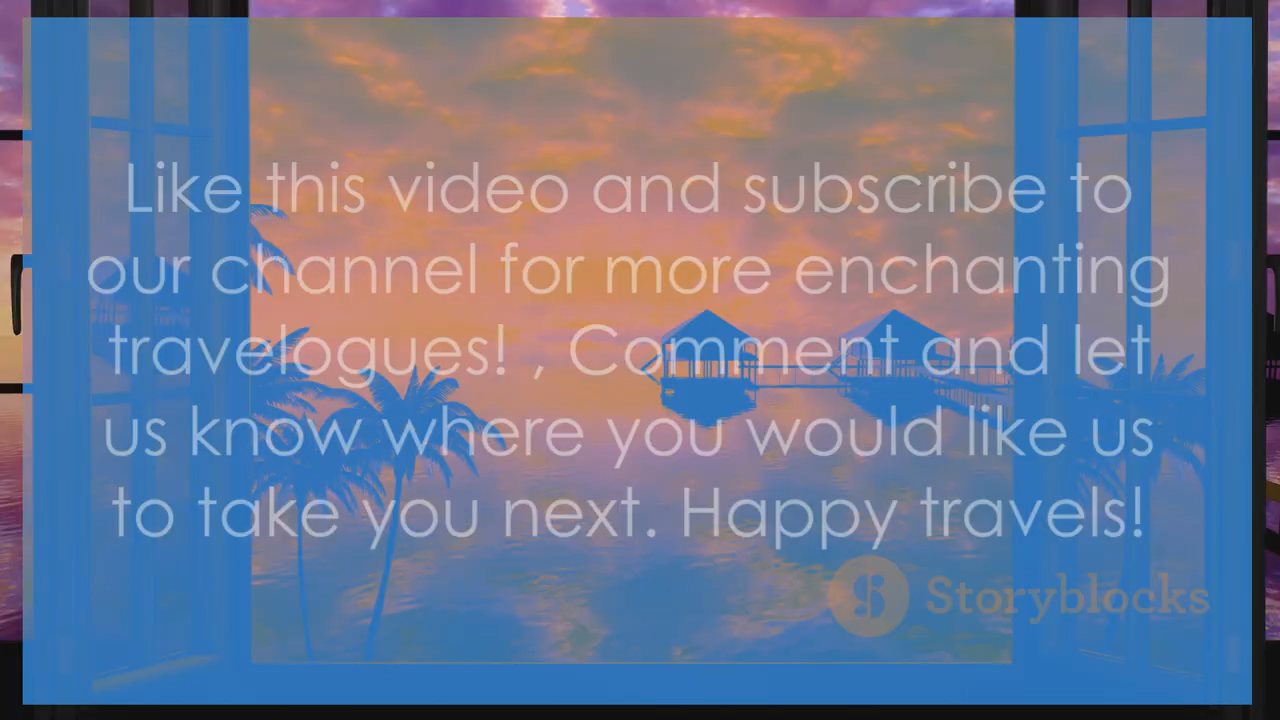 Like this video and subscribe to
our channel for more enchanting
travelogues! , Comment and let
us know where you would like us
to take you next. Happy travels!
Storyblocks